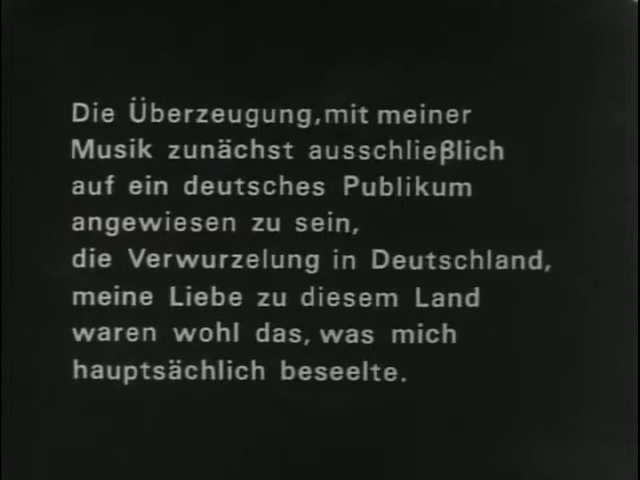 Die Überzeugung, mit meiner
Musik zunächst ausschließlich
auf ein deutsches Publikum
angewiesen zu sein,
die Verwurzelung in Deutschland,
meine Liebe zu diesem Land
waren wohl das, was mich
hauptsächlich beseelte.